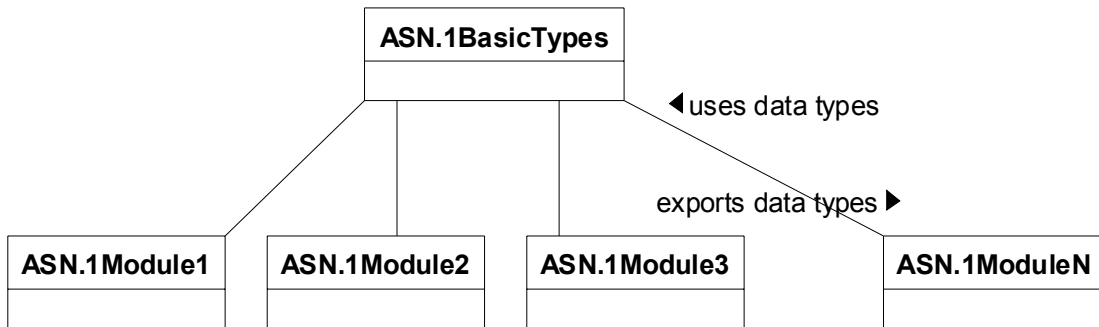 ASN.1BasicTypes
◀ uses data types
exports data types ▶
ASN.1Module1
ASN.1Module2
ASN.1Module3
ASN.1ModuleN